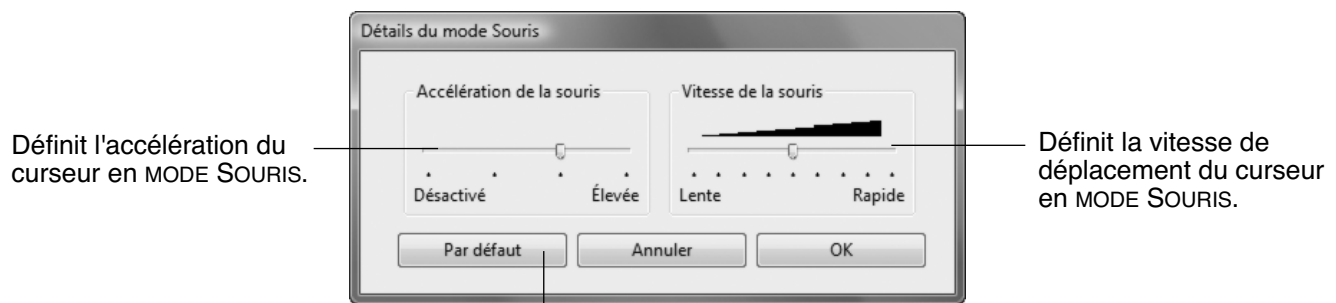 Détails du mode Souris
Accélération de la souris
Vitesse de la souris
Définit l'accélération du
curseur en MODE SOURIS.
Désactivé
Élevée
Lente
Rapide
Définit la vitesse de
déplacement du curseur
en MODE SOURIS.
Par défaut
Annuler
OK